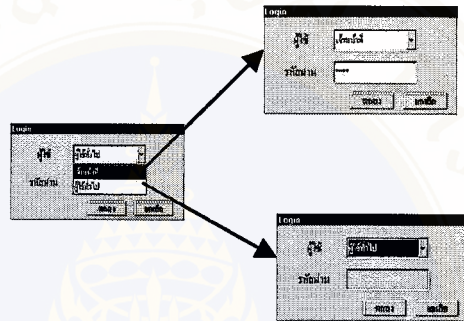 Login
ผู้ใช้ ผู้ใช้ทั่วไป
เจ้าหน้าที่
รหัสผ่าน ผู้ใช้ทั่วไป
ตกลง ยกเลิก
Login
ผู้ใช้ เจ้าหน้าที่
รหัสผ่าน ****
ตกลง ยกเลิก
Login
ผู้ใช้ ผู้ใช้ทั่วไป
รหัสผ่าน
ตกลง ยกเลิก